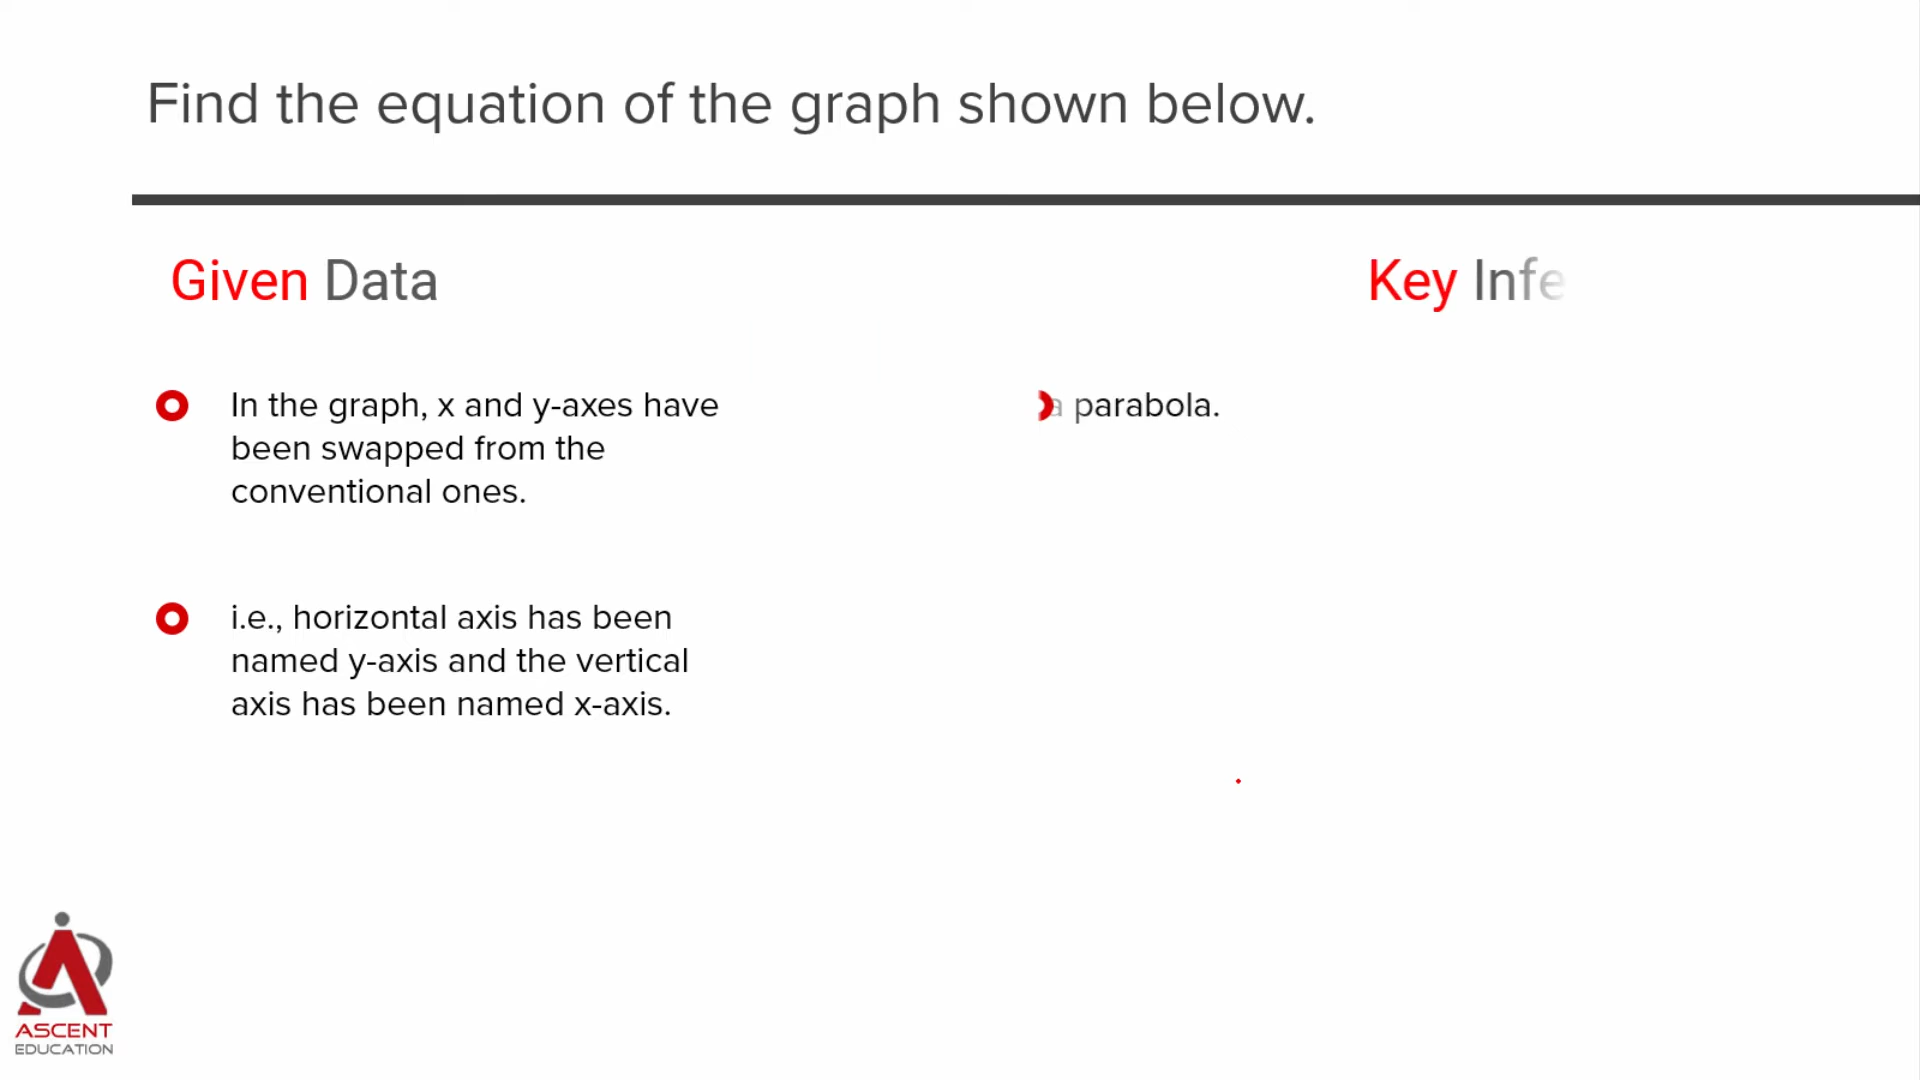 Find the equation of the graph shown below.
Given Data
Key Infe
In the graph, x and y-axes have
been swapped from the
conventional ones.
i.e., horizontal axis has been
named y-axis and the vertical
axis has been named x-axis.
a parabola.
ASCENT
EDUCATION